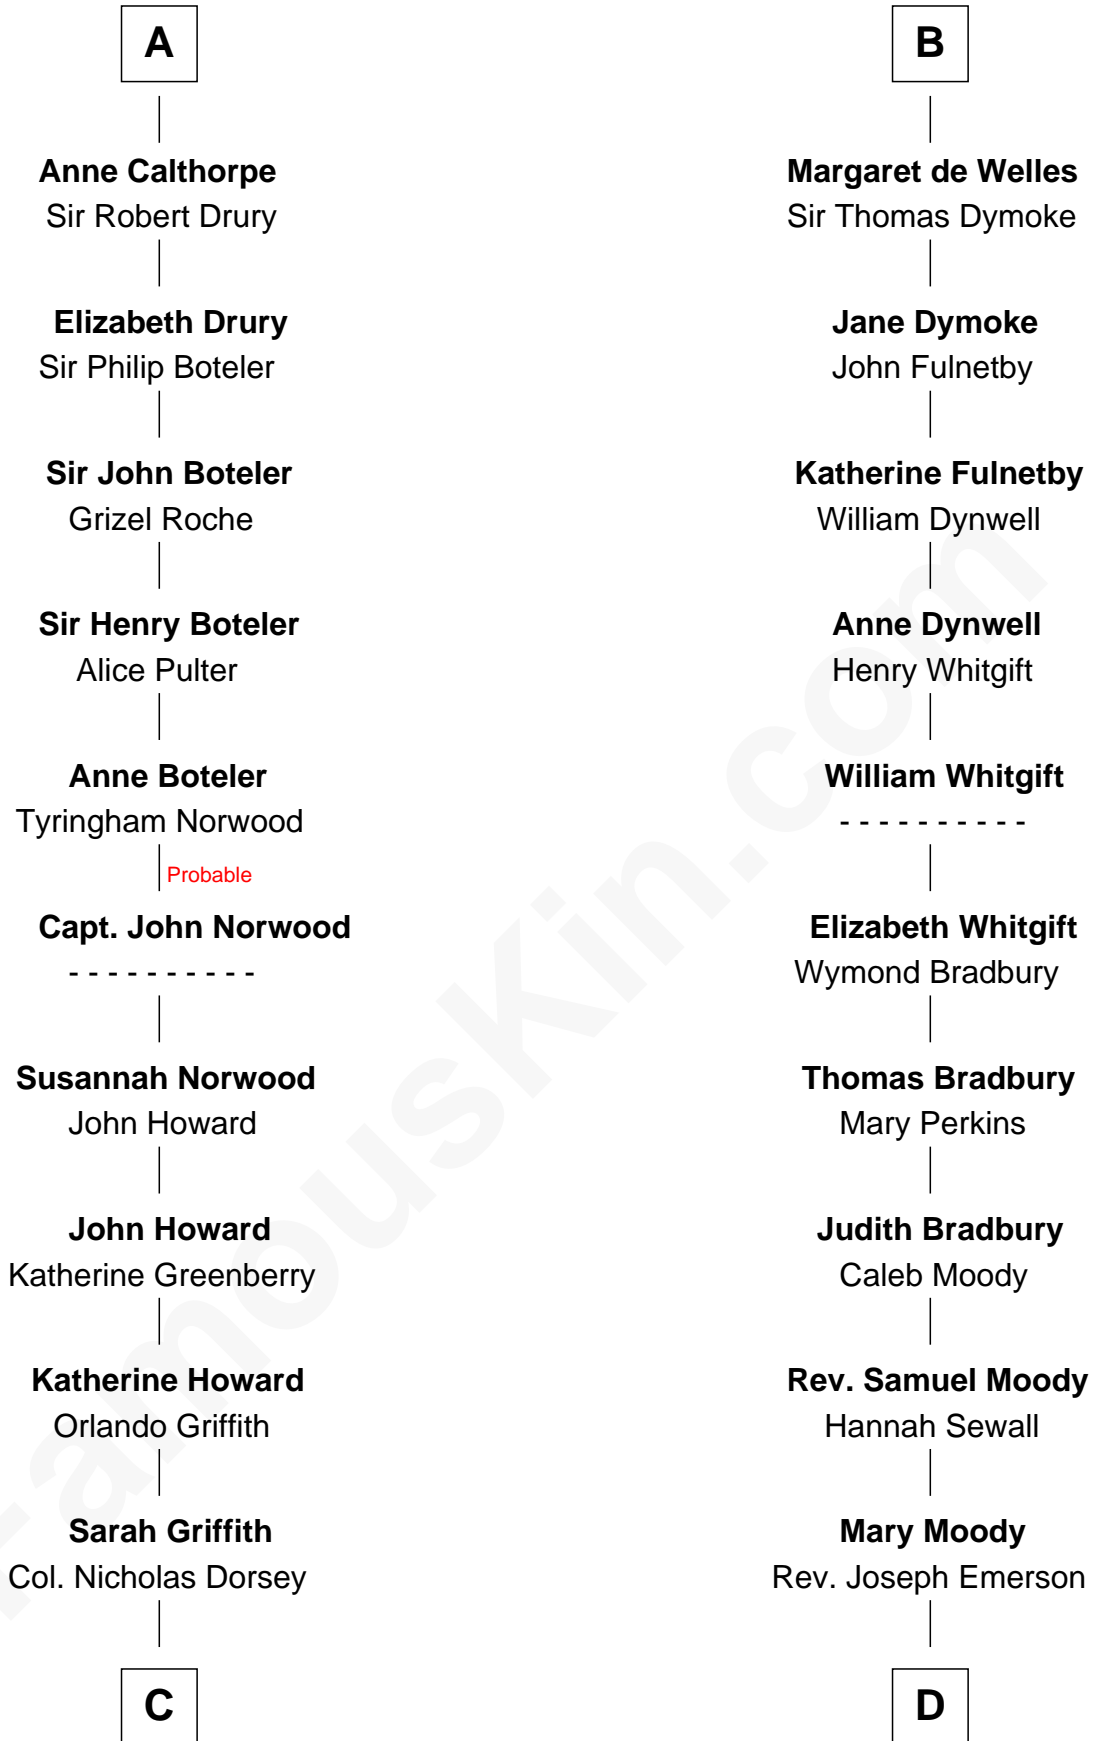 A
Anne Calthorpe
Sir Robert Drury
Elizabeth Drury
Sir Philip Boteler
Sir John Boteler
Grizel Roche
Sir Henry Boteler
Alice Pulter
Anne Boteler
Tyringham Norwood
Probable
Capt. John Norwood
- - - - - - - - - -
Susannah Norwood
John Howard
John Howard
Katherine Greenberry
Katherine Howard
Orlando Griffith
Sarah Griffith
Col. Nicholas Dorsey
C
B
Margaret de Welles
Sir Thomas Dymoke
Jane Dymoke
John Fulnetby
Katherine Fulnetby
William Dynwell
Anne Dynwell
Henry Whitgift
William Whitgift
- - - - - - - - - -
Elizabeth Whitgift
Wymond Bradbury
Thomas Bradbury
Mary Perkins
Judith Bradbury
Caleb Moody
Rev. Samuel Moody
Hannah Sewall
Mary Moody
Rev. Joseph Emerson
D
FamousKin.com